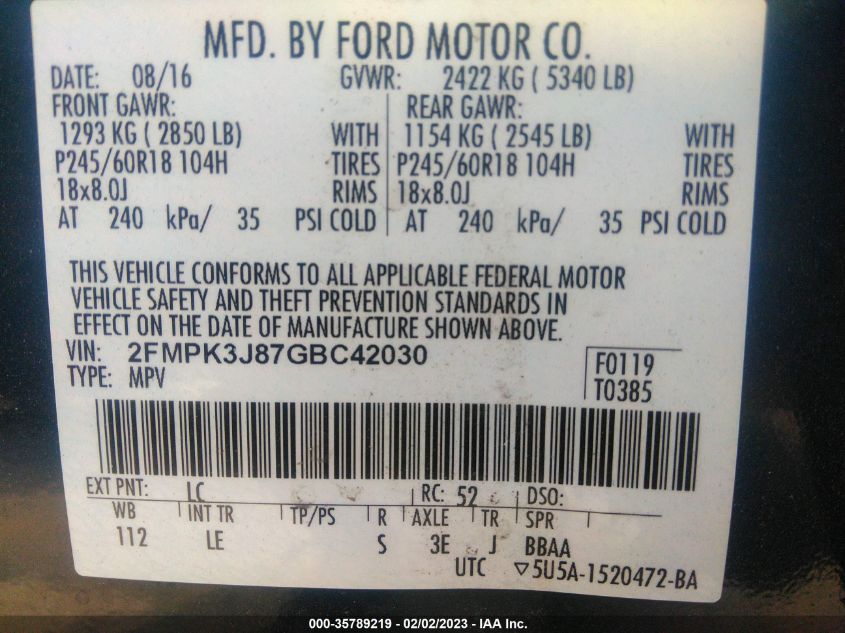 MFD. BY FORD MOTOR CO.
DATE: 08/16 GVWR: 2422 KG ( 5340 LB)
FRONT GAWR: REAR GAWR:
1293 KG ( 2850 LB) WITH 1154 KG ( 2545 LB) WITH
P245/60R18 104H TIRES P245/60R18 104H TIRES
18x8.0J RIMS 18x8.0J RIMS
AT 240 kPa/ 35 PSI COLD AT 240 kPa/ 35 PSI COLD
THIS VEHICLE CONFORMS TO ALL APPLICABLE FEDERAL MOTOR
VEHICLE SAFETY AND THEFT PREVENTION STANDARDS IN
EFFECT ON THE DATE OF MANUFACTURE SHOWN ABOVE.
VIN: 2FMPK3J87GBC42030 F0119
TYPE: MPV T0385
EXT PNT: LC RC: 52 DSO:
WB INT TR TP/PS R AXLE TR SPR
112 LE S 3E J BBAA
UTC ▽5U5A-1520472-BA
000-35789219 - 02/02/2023 - IAA Inc.